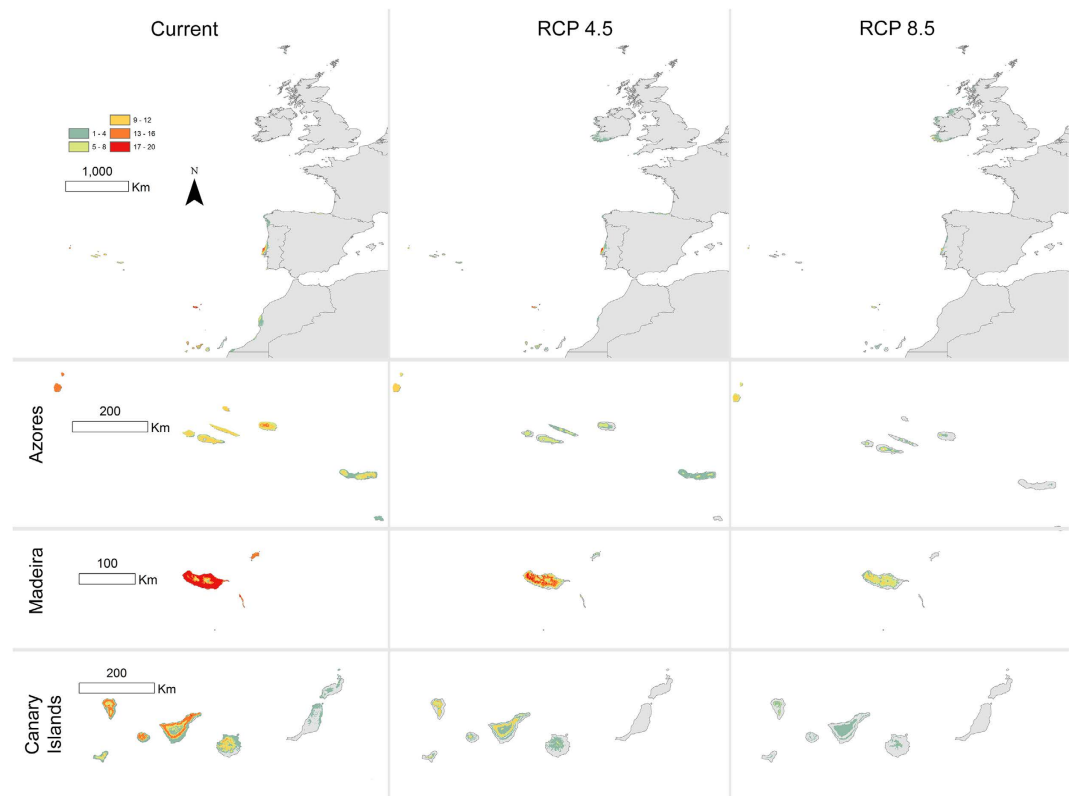 Current
RCP 4.5
RCP 8.5
9 - 12
1 - 4
13 - 16
5 - 8
17 - 20
1,000
Km
N
Azores
200
Km
Madeira
100
Km
Canary
Islands
200
Km